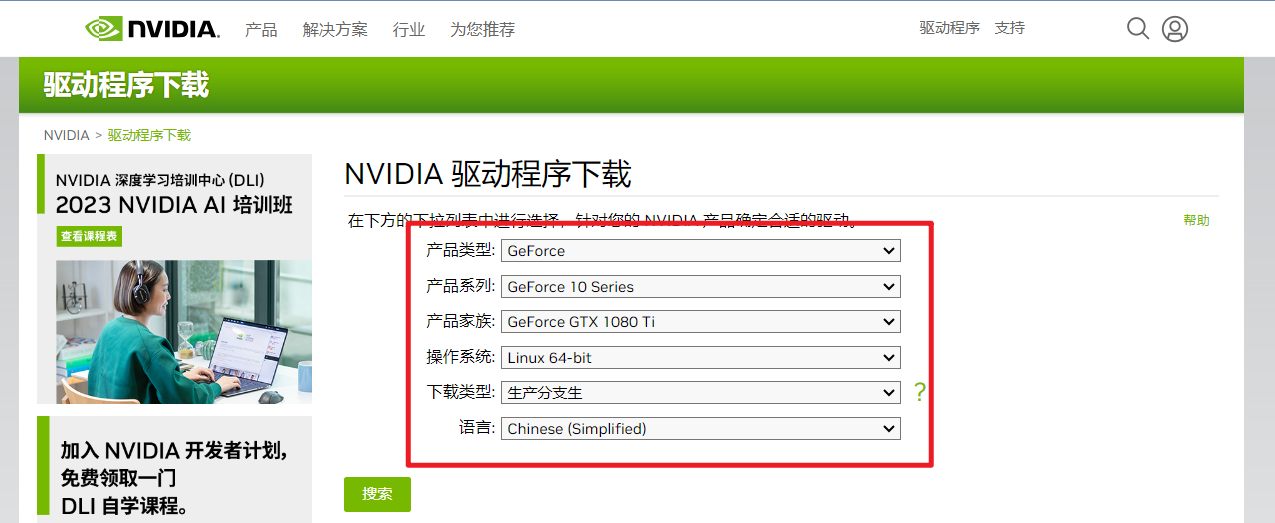 NVIDIA. 产品 解决方案 行业 为您推荐 驱动程序 支持
驱动程序下载
NVIDIA > 驱动程序下载
NVIDIA 深度学习培训中心 (DLI)
2023 NVIDIA AI 培训班
查看课程表
加入 NVIDIA 开发者计划,
免费领取一门
DLI 自学课程。
NVIDIA 驱动程序下载
在下方的下拉列表中进行选择，针对您的 NVIDIA 产品确定合适的驱动。 帮助
产品类型: GeForce
产品系列: GeForce 10 Series
产品家族: GeForce GTX 1080 Ti
操作系统: Linux 64-bit
下载类型: 生产分支生 ?
语言: Chinese (Simplified)
搜索